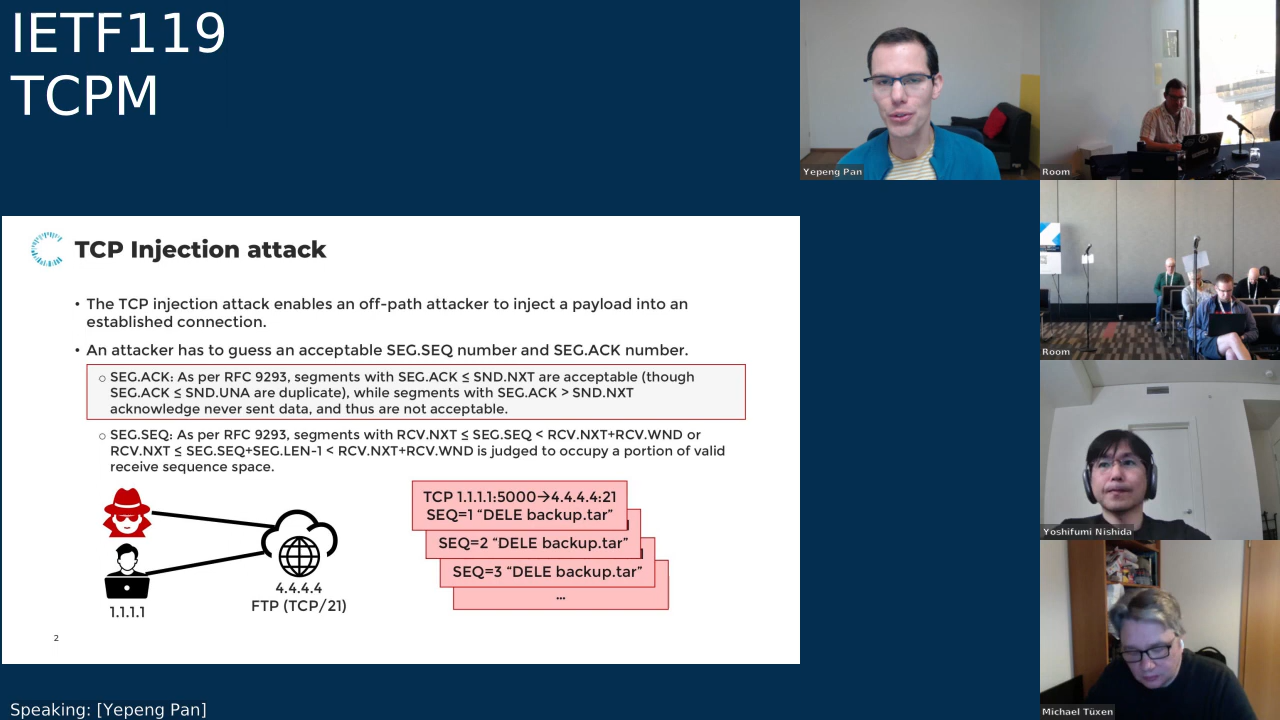 IETF119
TCPM
Yepeng Pan
Room
Room
Yoshifumi Nishida
Michael Tüxen
TCP Injection attack
• The TCP injection attack enables an off-path attacker to inject a payload into an
established connection.
• An attacker has to guess an acceptable SEG.SEQ number and SEG.ACK number.
○ SEG.ACK: As per RFC 9293, segments with SEG.ACK ≤ SND.NXT are acceptable (though
SEG.ACK ≤ SND.UNA are duplicate), while segments with SEG.ACK > SND.NXT
acknowledge never sent data, and thus are not acceptable.
○ SEG.SEQ: As per RFC 9293, segments with RCV.NXT ≤ SEG.SEQ < RCV.NXT+RCV.WND or
RCV.NXT ≤ SEG.SEQ+SEG.LEN-1 < RCV.NXT+RCV.WND is judged to occupy a portion of valid
receive sequence space.
1.1.1.1
4.4.4.4
FTP (TCP/21)
TCP 1.1.1.1:5000→4.4.4.4:21
SEQ=1 “DELE backup.tar”
SEQ=2 “DELE backup.tar”
SEQ=3 “DELE backup.tar”
...
2
Speaking: [Yepeng Pan]